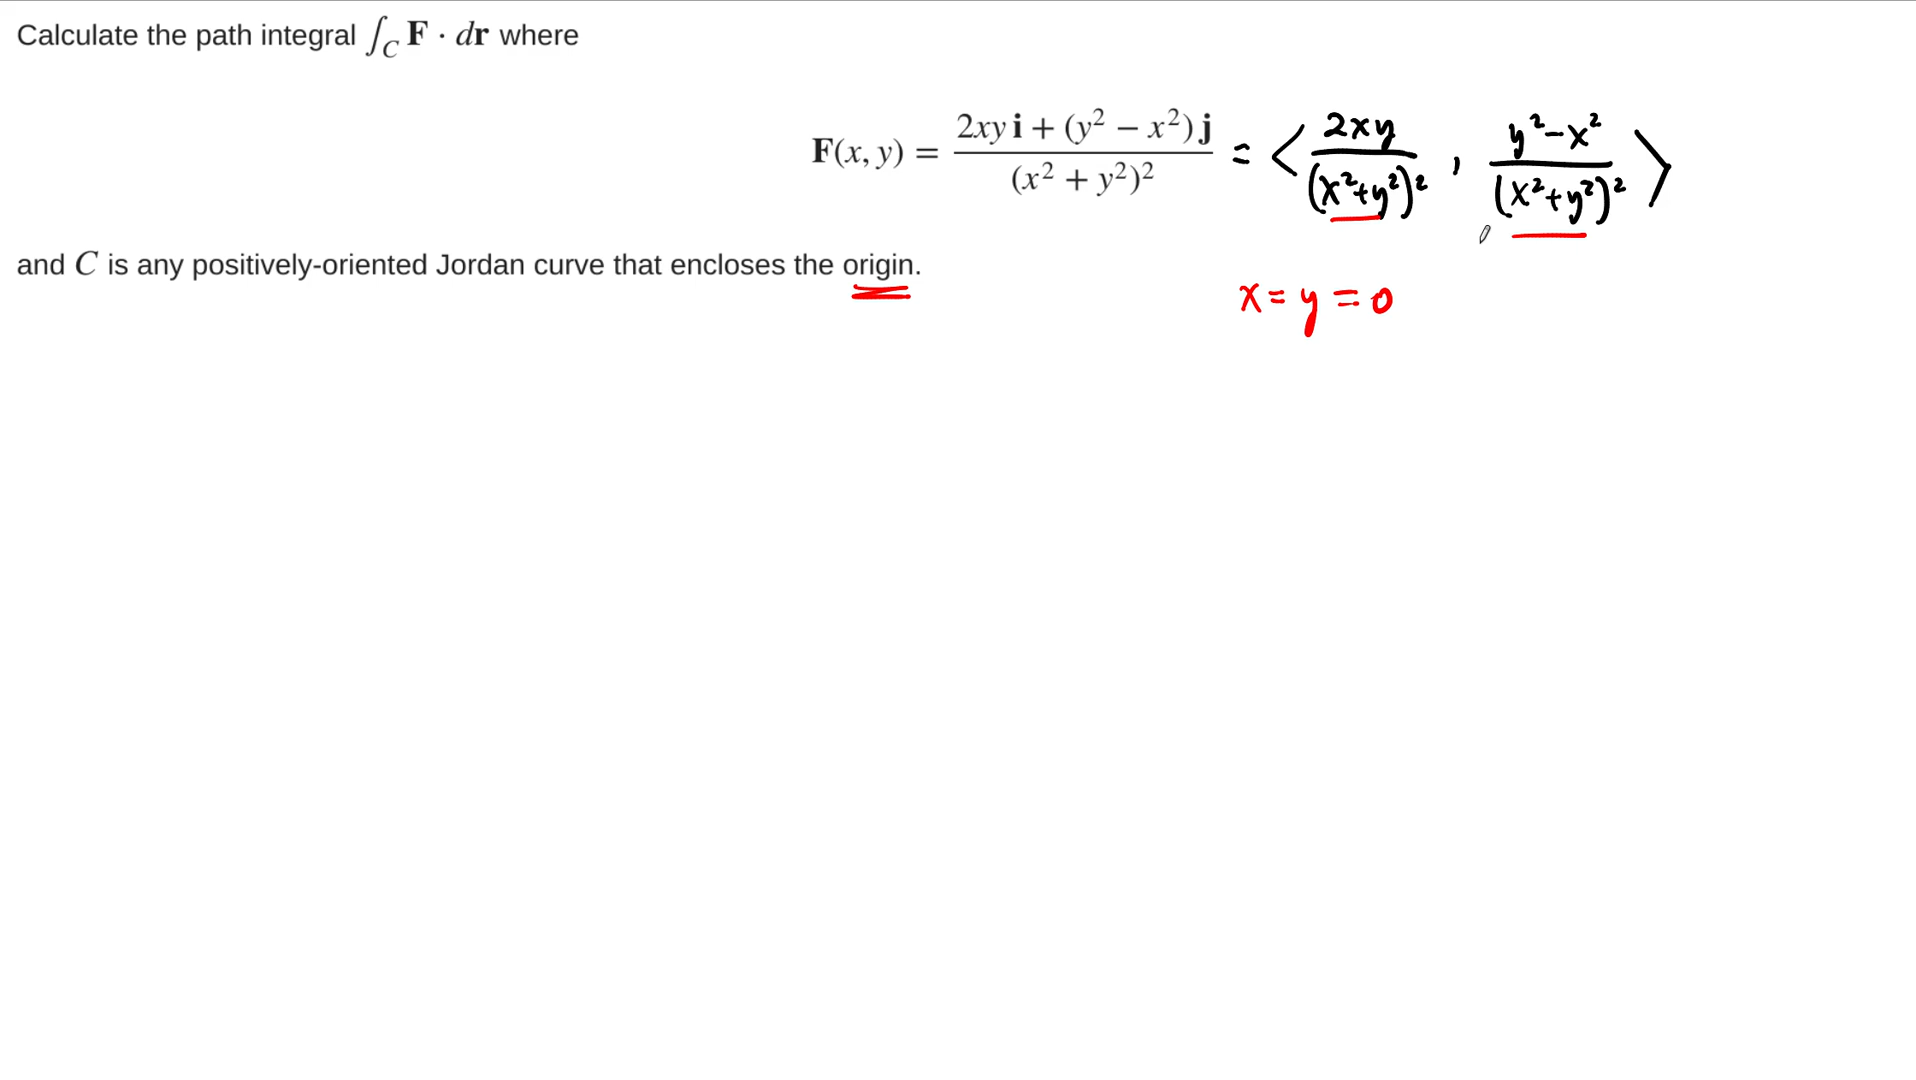 Calculate the path integral ∫_C F · dr where
F(x, y) = (2xy i + (y² − x²) j) / (x² + y²)² = < 2xy / (x²+y²)² , y²−x² / (x²+y²)² >
and C is any positively-oriented Jordan curve that encloses the origin.
x = y = 0